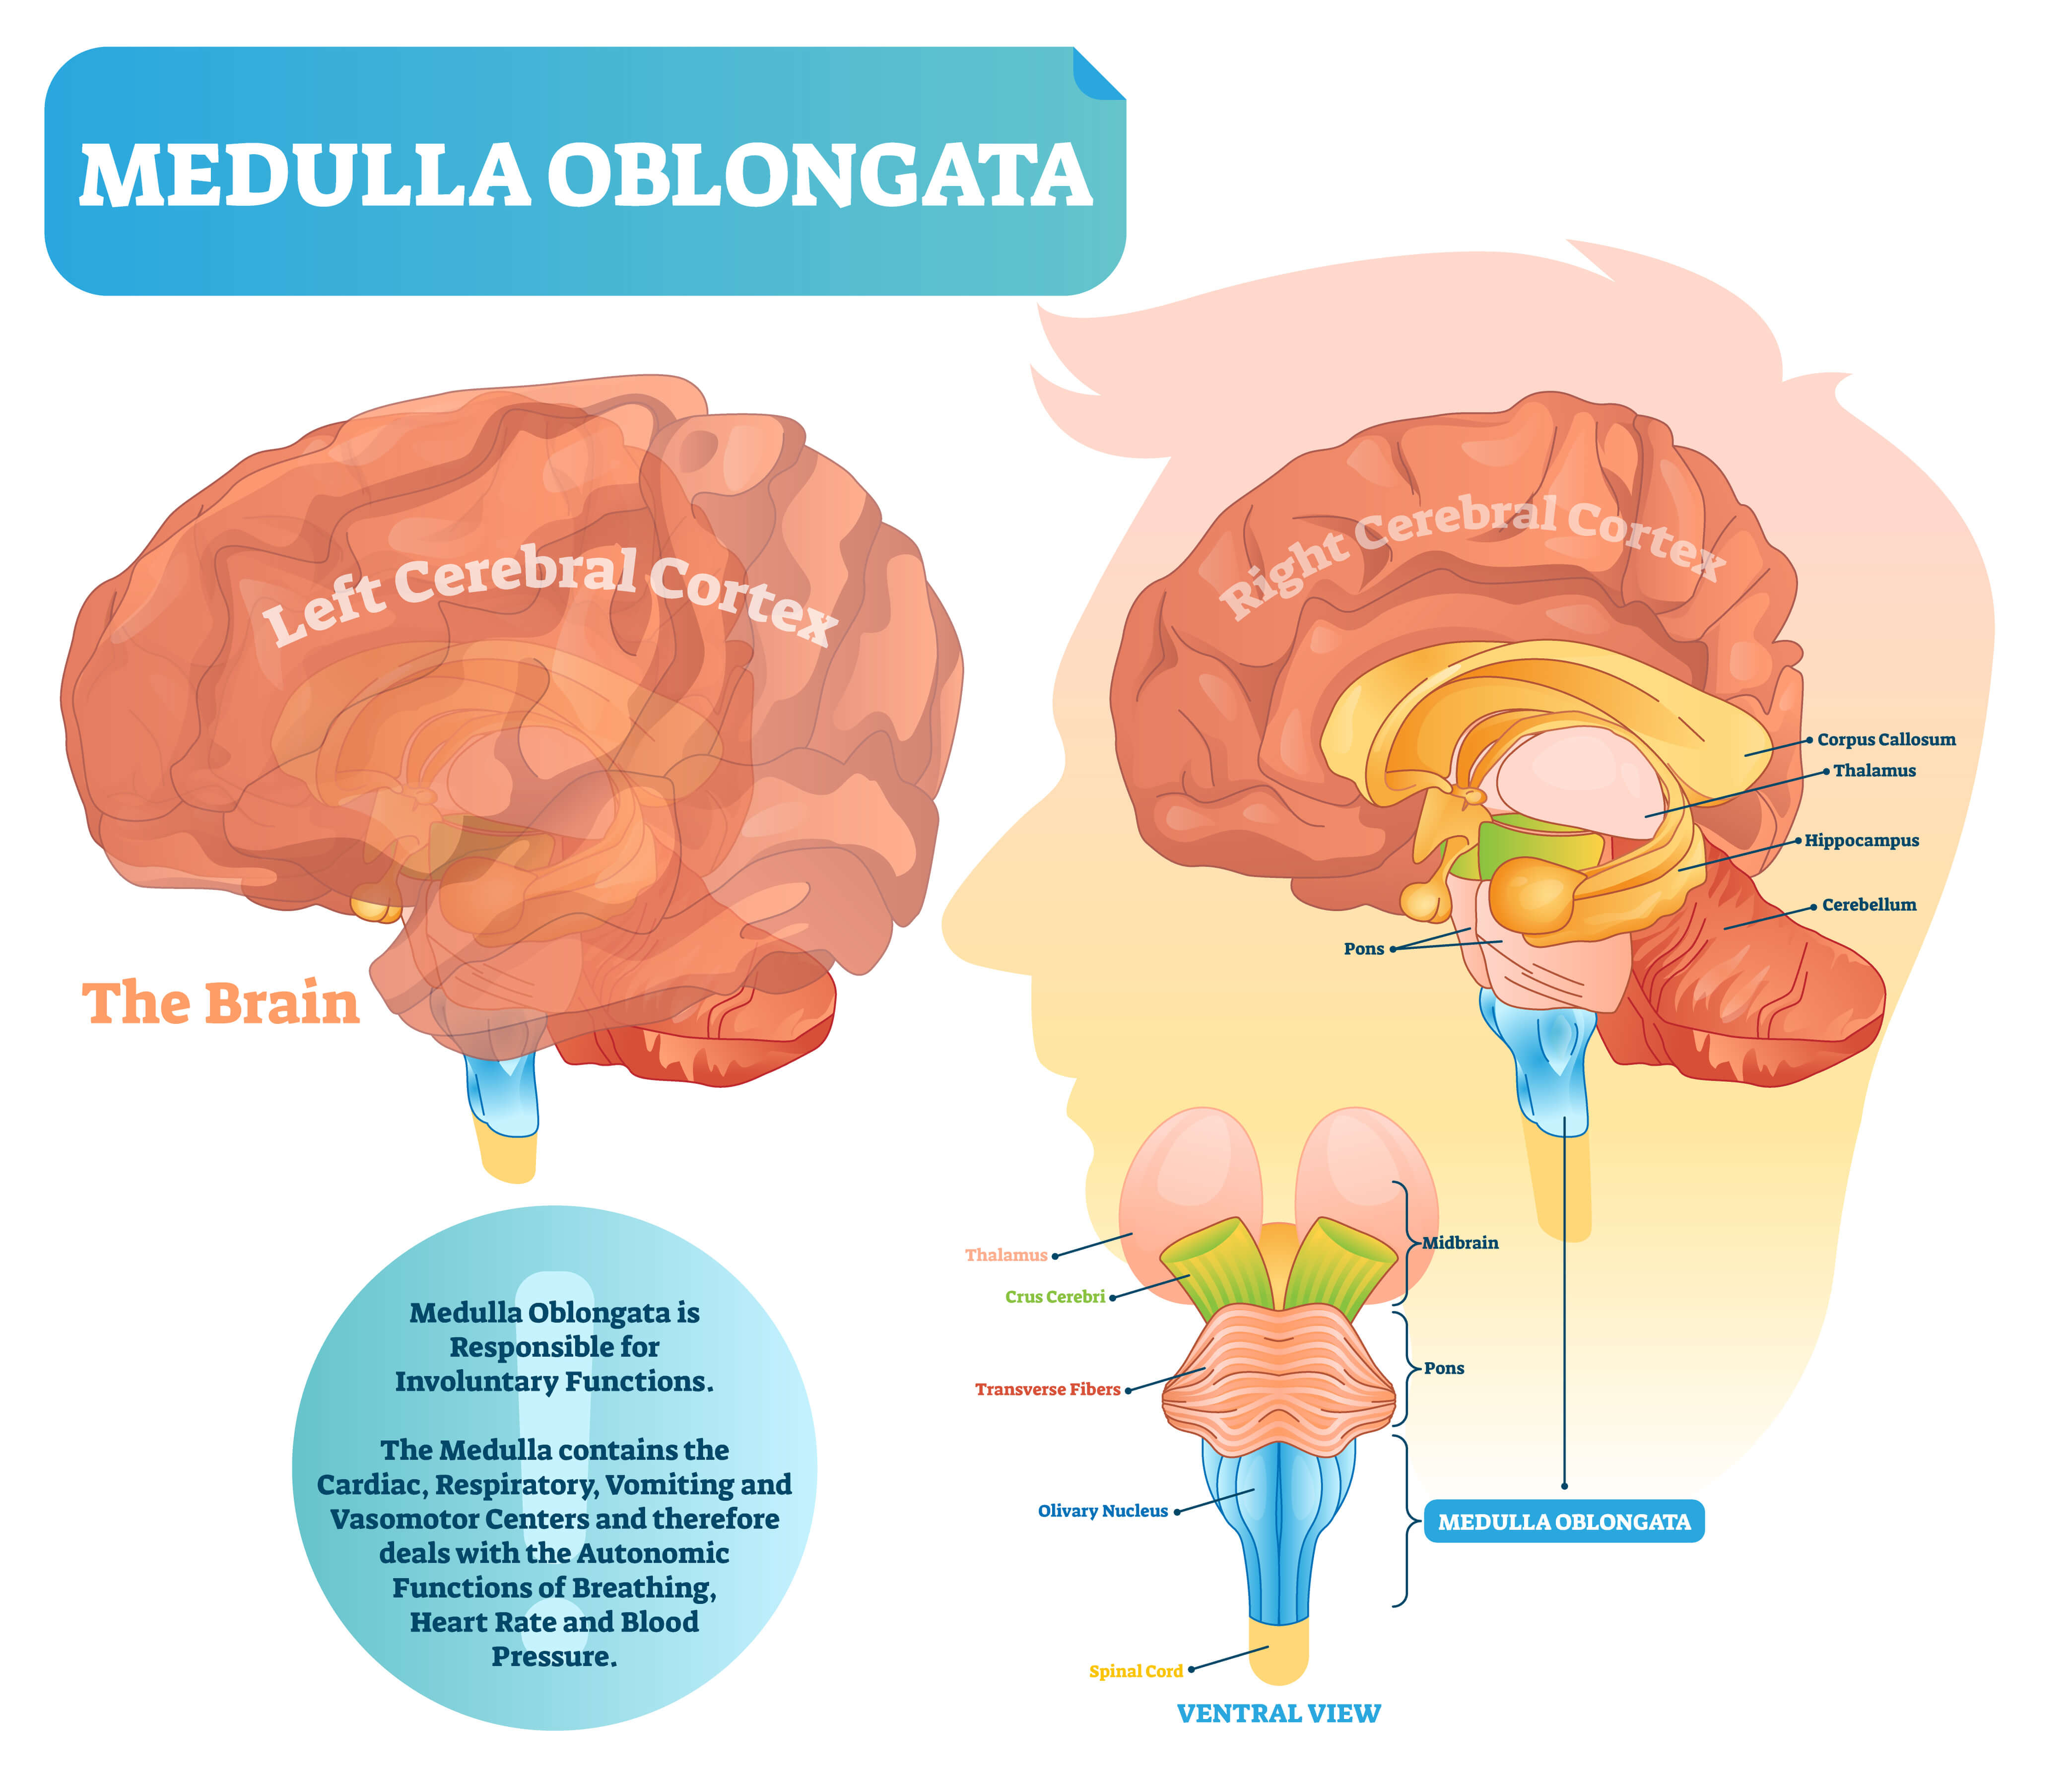 MEDULLA OBLONGATA
Left Cerebral Cortex
Right Cerebral Cortex
Corpus Callosum
Thalamus
Hippocampus
Cerebellum
Pons
The Brain
Medulla Oblongata is
Responsible for
Involuntary Functions.
The Medulla contains the
Cardiac, Respiratory, Vomiting and
Vasomotor Centers and therefore
deals with the Autonomic
Functions of Breathing,
Heart Rate and Blood
Pressure.
Thalamus
Crus Cerebri
Transverse Fibers
Olivary Nucleus
Spinal Cord
Midbrain
Pons
MEDULLA OBLONGATA
VENTRAL VIEW